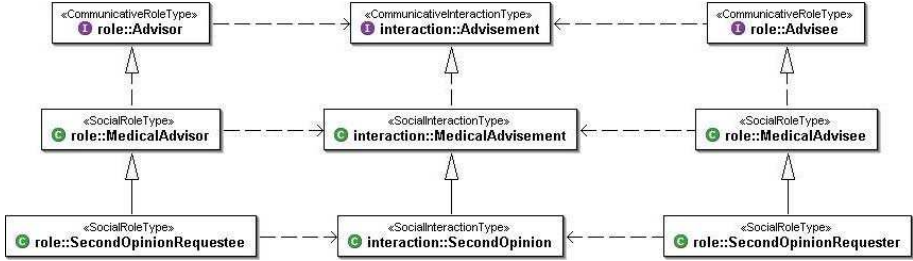 «CommunicativeRoleType» «CommunicativeInteractionType» «CommunicativeRoleType»
I role::Advisor I interaction::Advisement I role::Advisee
«SocialRoleType» «SocialInteractionType» «SocialRoleType»
C role::MedicalAdvisor C interaction::MedicalAdvisement C role::MedicalAdvisee
«SocialRoleType» «SocialInteractionType» «SocialRoleType»
C role::SecondOpinionRequestee C interaction::SecondOpinion C role::SecondOpinionRequester